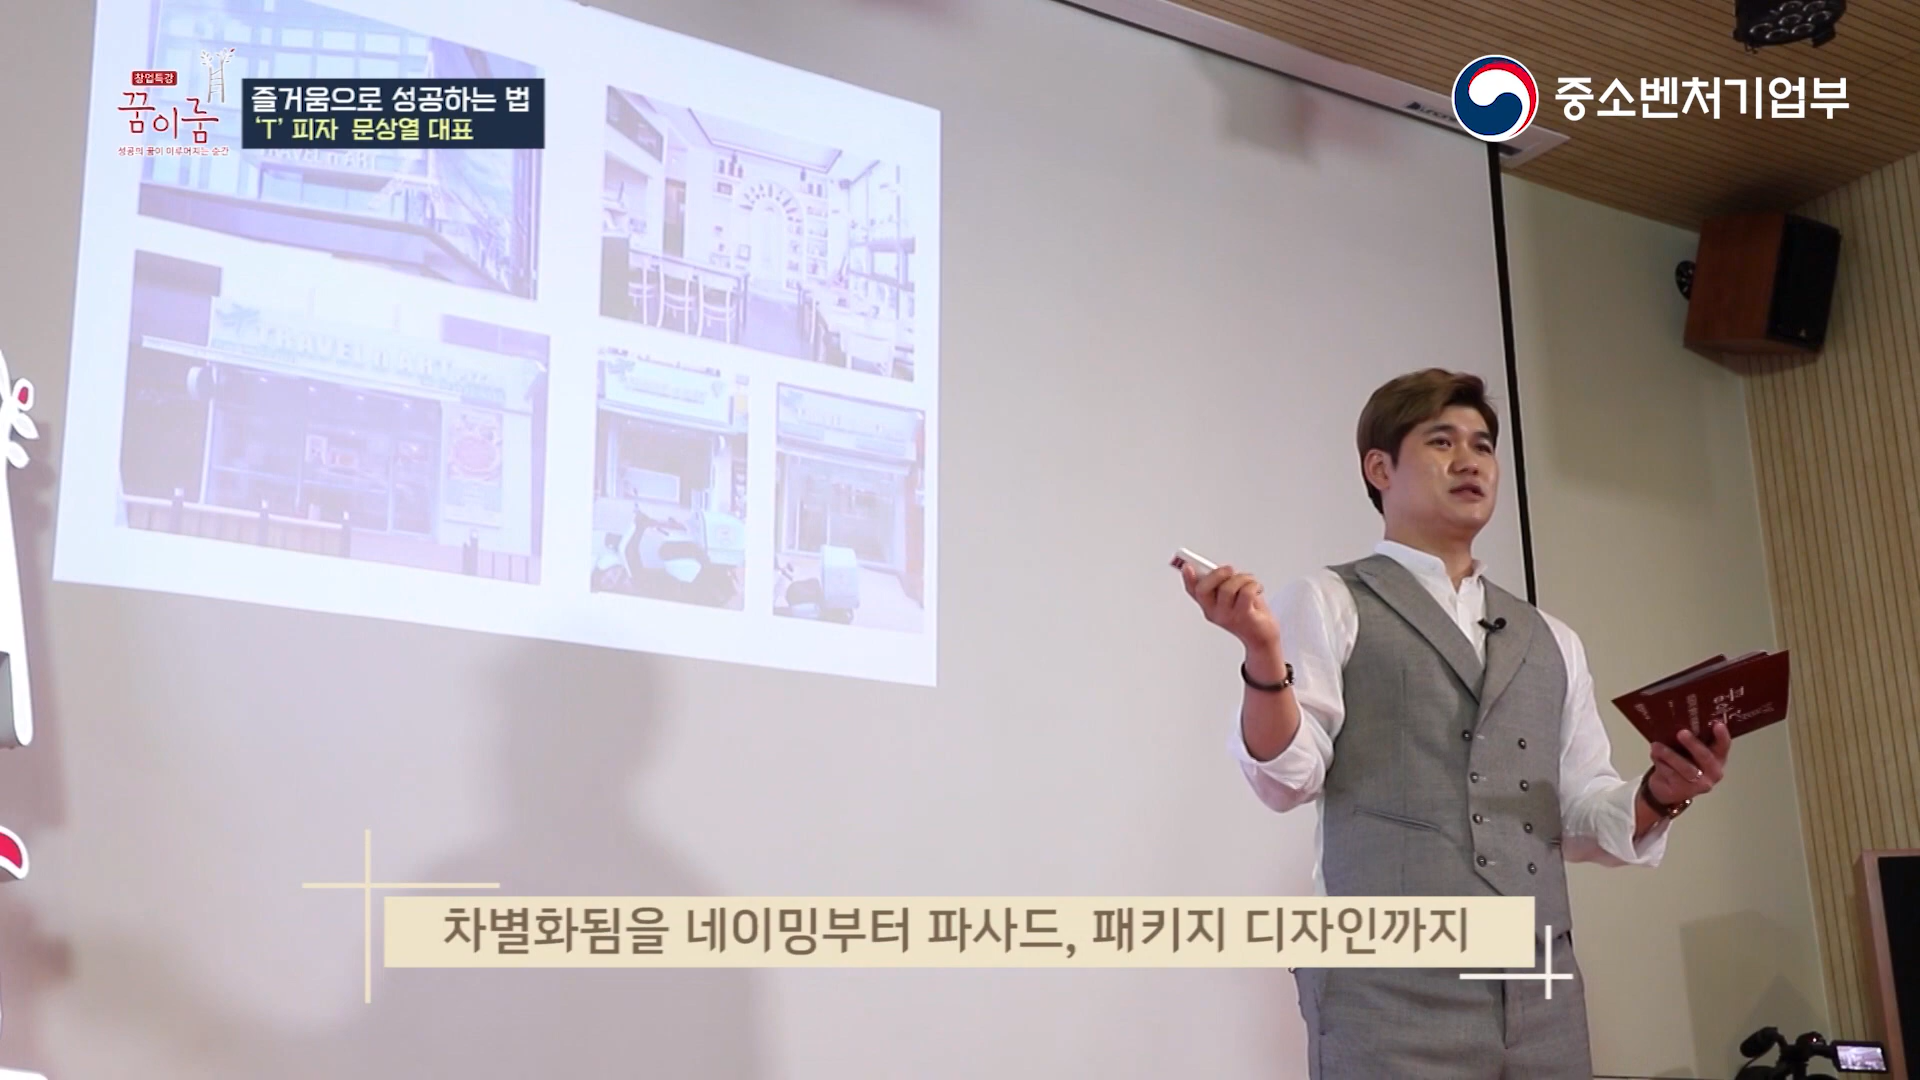 창업특강
꿈이룸
성공의 꿈이 이루어지는 순간
즐거움으로 성공하는 법
‘T’ 피자 문상열 대표
중소벤처기업부
TRAVEL n ART
TRAVEL n ART
차별화됨을 네이밍부터 파사드, 패키지 디자인까지